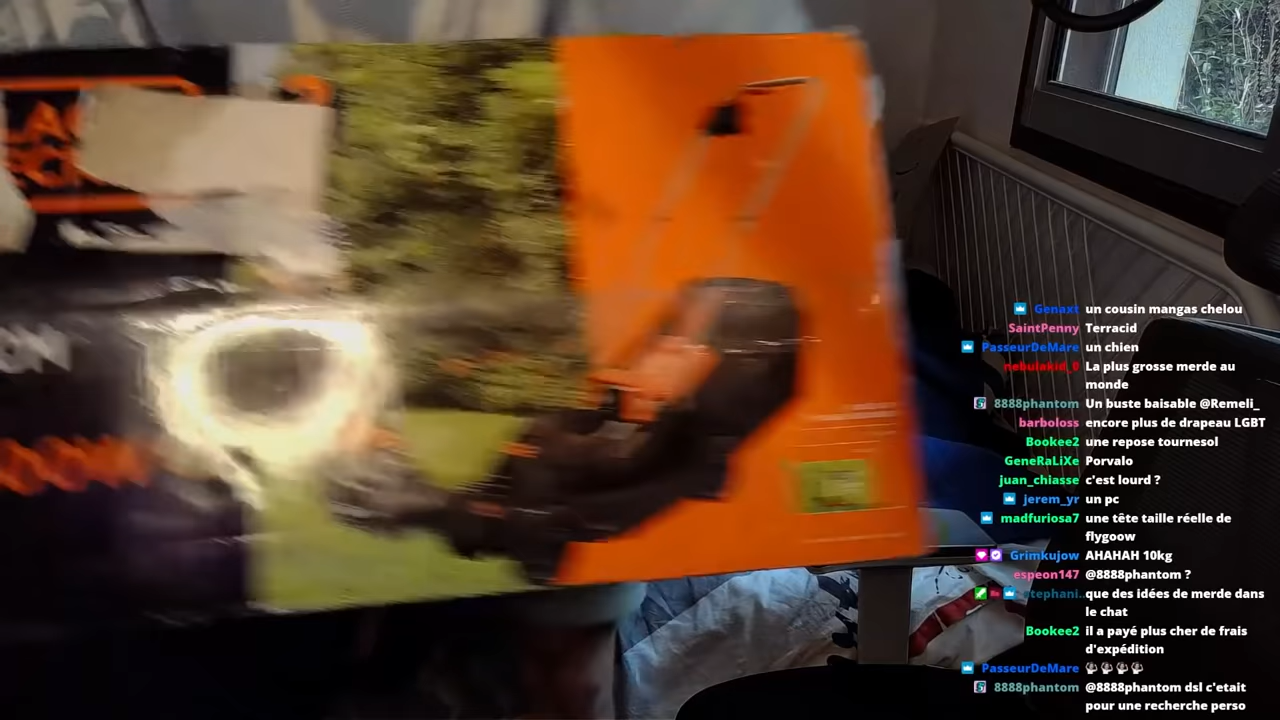 ON
Genaxt un cousin mangas chelou
SaintPenny Terracid
PasseurDeMare un chien
nebulakid_0 La plus grosse merde au
monde
8888phantom Un buste baisable @Remeli_
barboloss encore plus de drapeau LGBT
Bookee2 une repose tournesol
GeneRaLiXe Porvalo
juan_chiasse c'est lourd ?
jerem_yr un pc
madfuriosa7 une tête taille réelle de
flygoow
Grimkujow AHAHAH 10kg
espeon147 @8888phantom ?
stephani.. que des idées de merde dans
le chat
Bookee2 il a payé plus cher de frais
d'expédition
PasseurDeMare
8888phantom @8888phantom dsl c'etait
pour une recherche perso